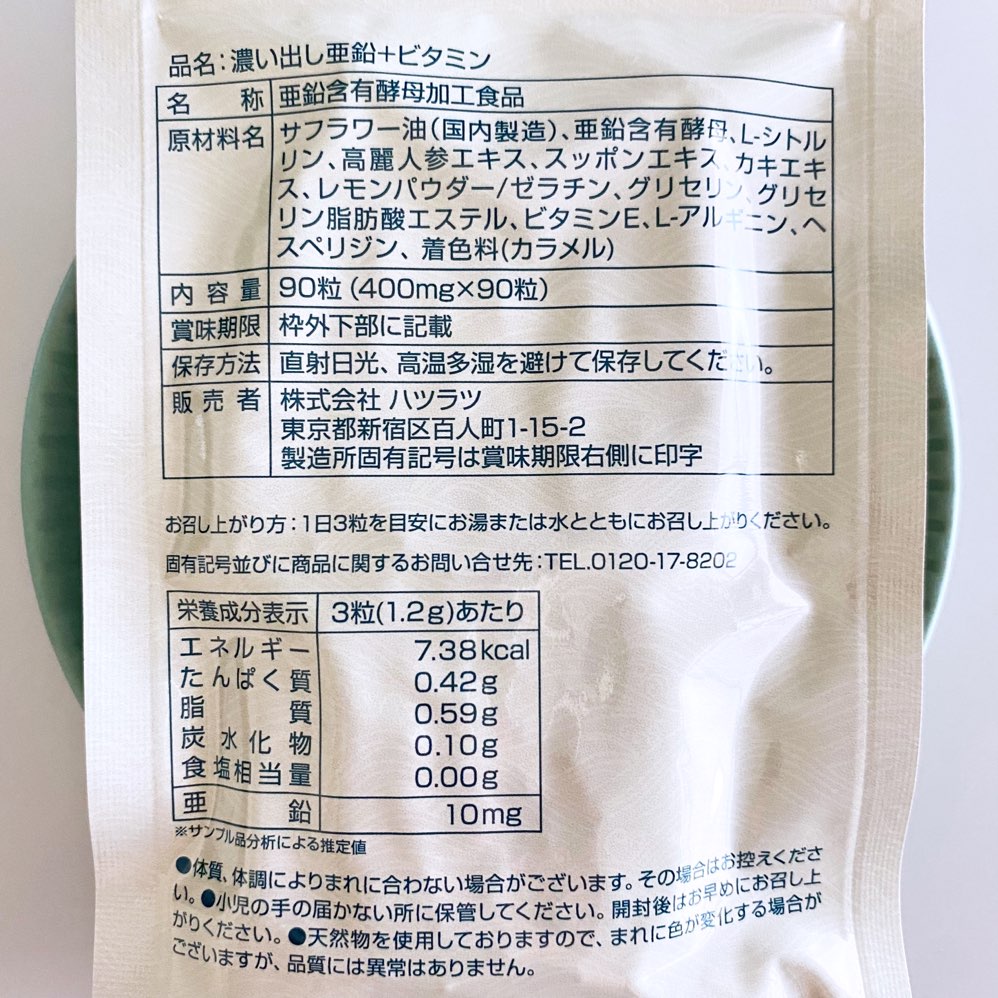 品名:濃い出し亜鉛+ビタミン
名称 亜鉛含有酵母加工食品
原材料名 サフラワー油(国内製造)、亜鉛含有酵母、L-シトル
リン、高麗人参エキス、スッポンエキス、カキエキ
ス、レモンパウダー/ゼラチン、グリセリン、グリセ
リン脂肪酸エステル、ビタミンE、L-アルギニン、ヘ
スペリジン、着色料(カラメル)
内容量 90粒(400mg×90粒)
賞味期限 枠外下部に記載
保存方法 直射日光、高温多湿を避けて保存してください。
販売者 株式会社 ハツラツ
東京都新宿区百人町1-15-2
製造所固有記号は賞味期限右側に印字
お召し上がり方:1日3粒を目安にお湯または水とともにお召し上がりください。
固有記号並びに商品に関するお問い合せ先:TEL.0120-17-8202
栄養成分表示 3粒(1.2g)あたり
エネルギー 7.38kcal
たんぱく質 0.42g
脂質 0.59g
炭水化物 0.10g
食塩相当量 0.00g
亜鉛 10mg
※サンプル品分析による推定値
●体質、体調によりまれに合わない場合がございます。その場合はお控えくださ
い。●小児の手の届かない所に保管してください。開封後はお早めにお召し上
がりください。●天然物を使用しておりますので、まれに色が変化する場合が
ございますが、品質には異常はありません。